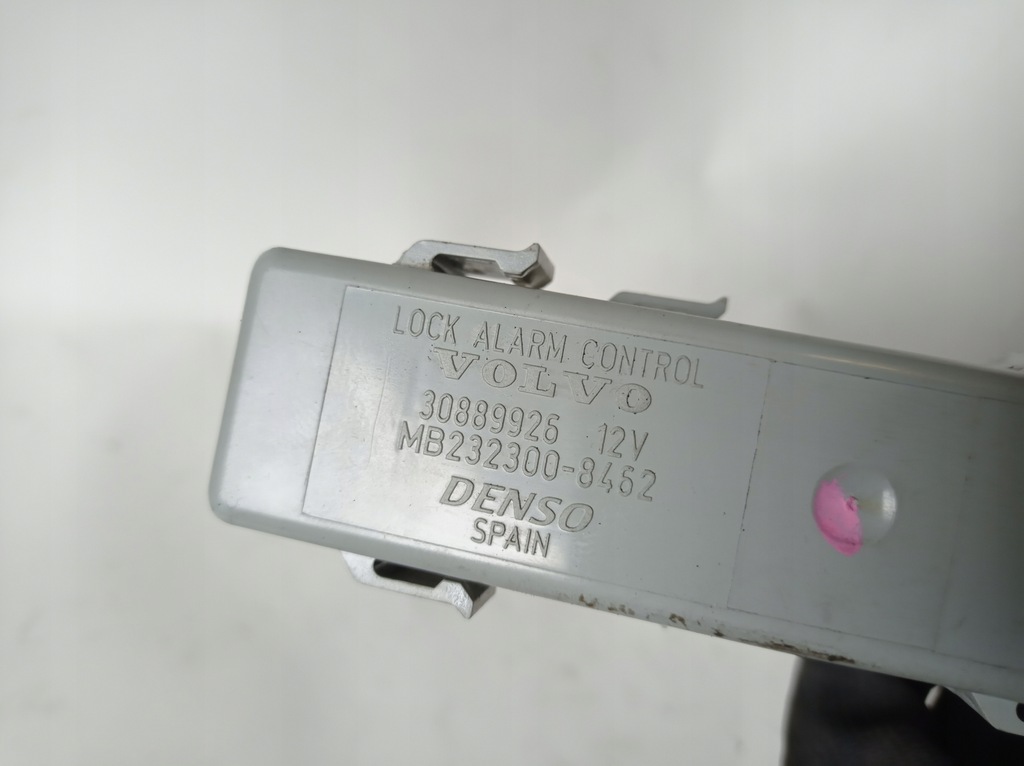 LOCK ALARM CONTROL
VOLVO
30889926 12V
MB232300-8462
DENSO
SPAIN